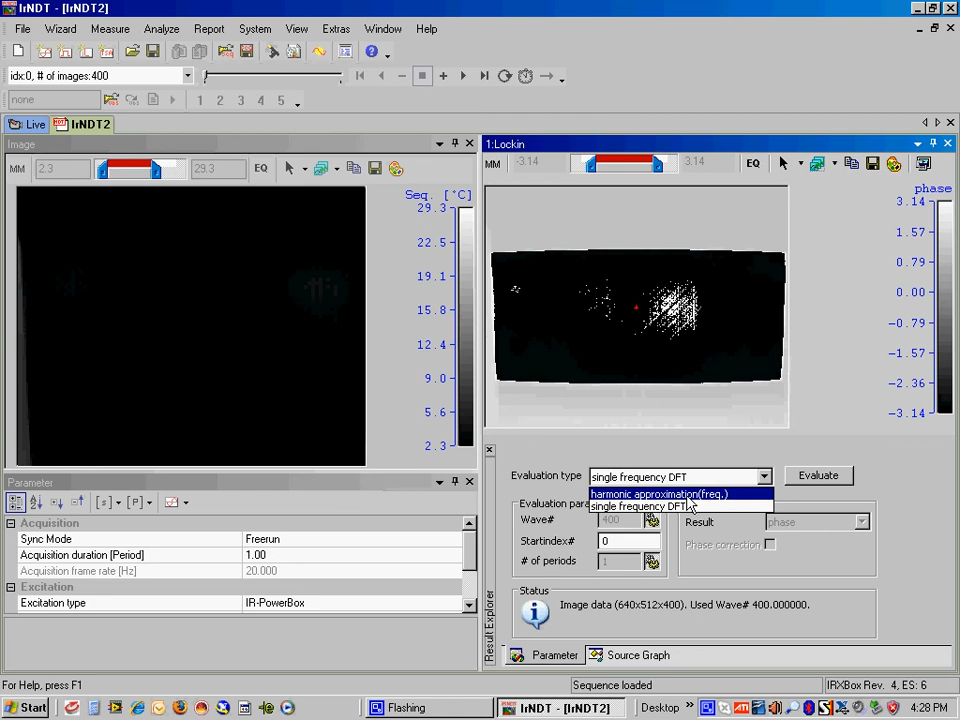 IrNDT - [IrNDT2]
File Wizard Measure Analyze Report System View Extras Window Help
idx:0, # of images:400
none
1 2 3 4 5
Live IrNDT2
Image
1:Lockin
MM 2.3 29.3 EQ
MM -3.14 3.14 EQ
Seq. [°C]
29.3
22.5
19.1
15.8
12.4
9.0
5.6
2.3
phase
3.14
1.57
0.79
0.00
-0.79
-1.57
-2.36
-3.14
Parameter
[s] [P]
Acquisition
Sync Mode Freerun
Acquisition duration [Period] 1.00
Acquisition frame rate [Hz] 20.000
Excitation
Excitation type IR-PowerBox
Result Explorer
Evaluation type single frequency DFT Evaluate
harmonic approximation(freq.)
single frequency DFT
Evaluation para
Wave# 400
Startindex# 0
# of periods 1
Result phase
Phase correction
Status
Image data (640x512x400). Used Wave# 400.000000.
Parameter Source Graph
For Help, press F1
Sequence loaded
IRXBox Rev. 4, ES: 6
Start Flashing IrNDT - [IrNDT2] Desktop » 4:28 PM